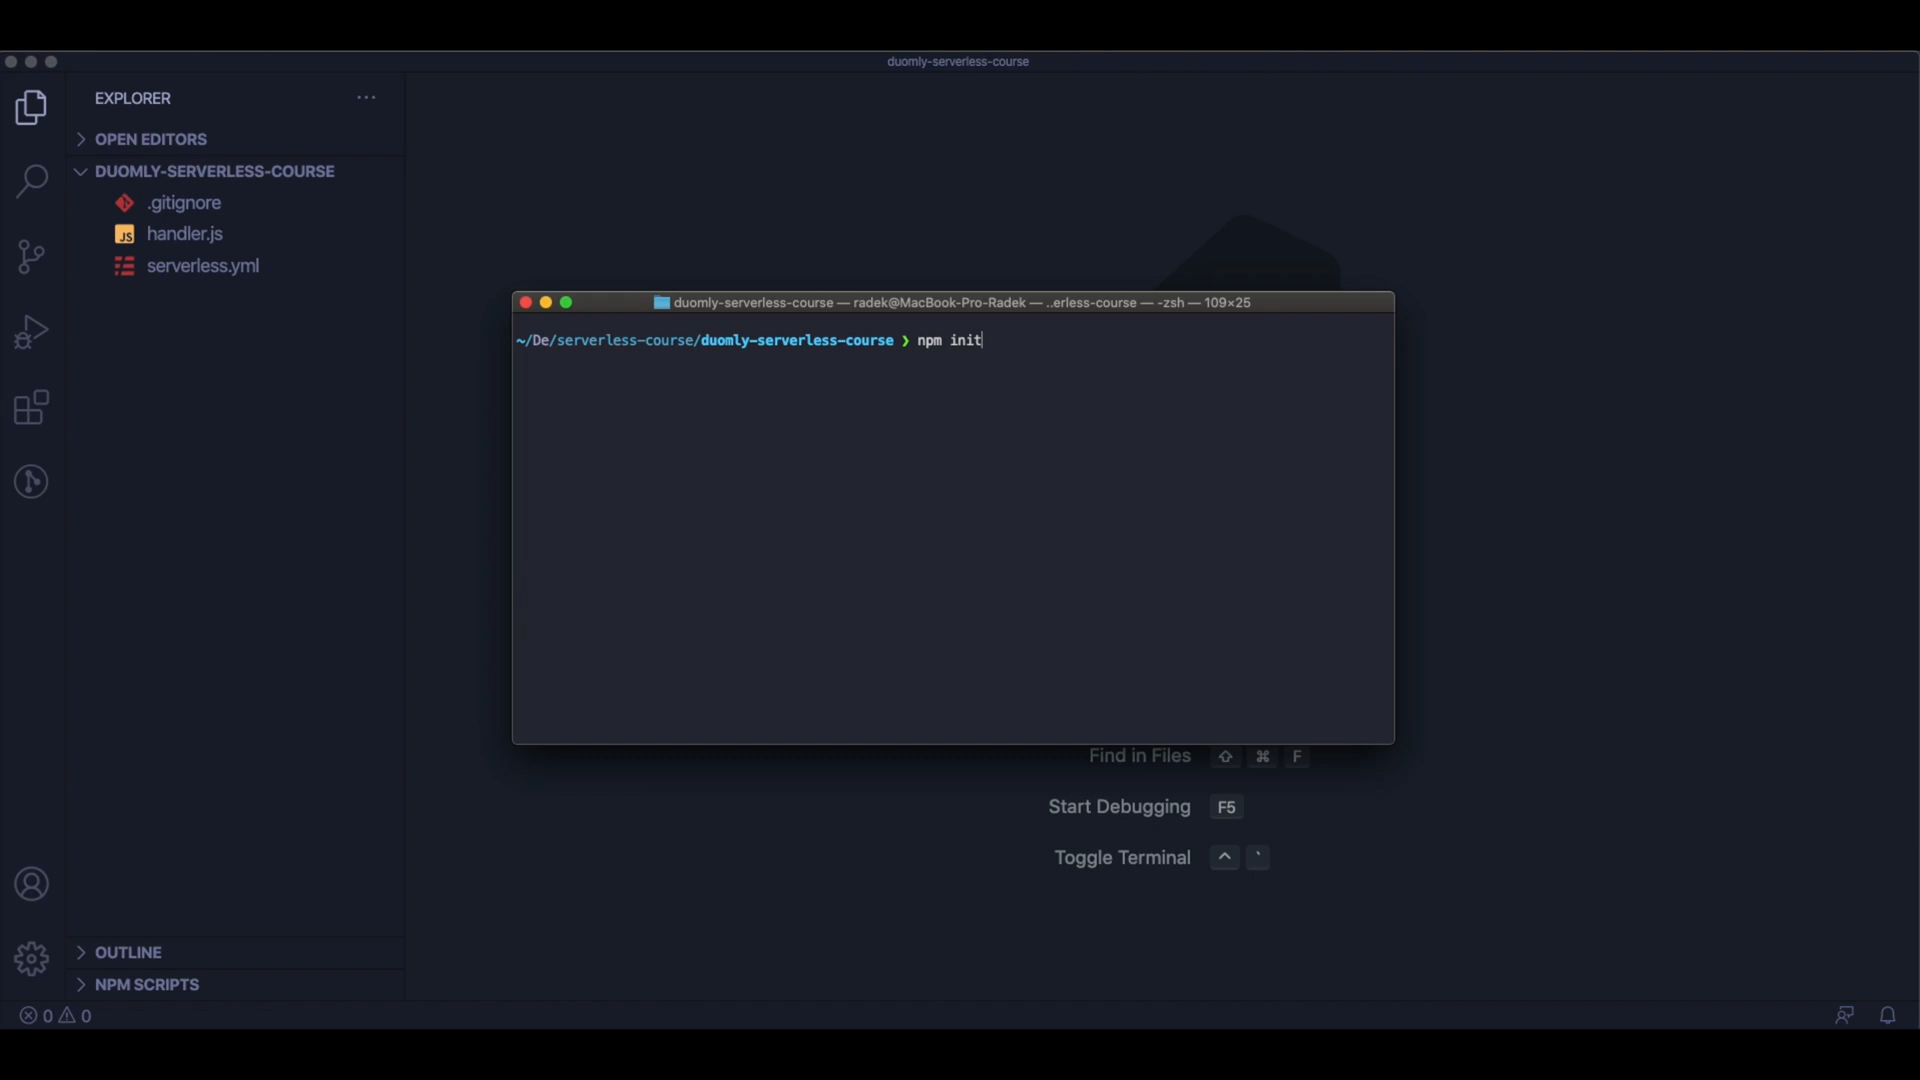 duomly-serverless-course
EXPLORER
OPEN EDITORS
DUOMLY-SERVERLESS-COURSE
.gitignore
JS handler.js
serverless.yml
duomly-serverless-course — radek@MacBook-Pro-Radek — ..erless-course — -zsh — 109×25
~/De/serverless-course/duomly-serverless-course ❯ npm init
Find in Files ⇧ ⌘ F
Start Debugging F5
Toggle Terminal ^ `
OUTLINE
NPM SCRIPTS
0 0